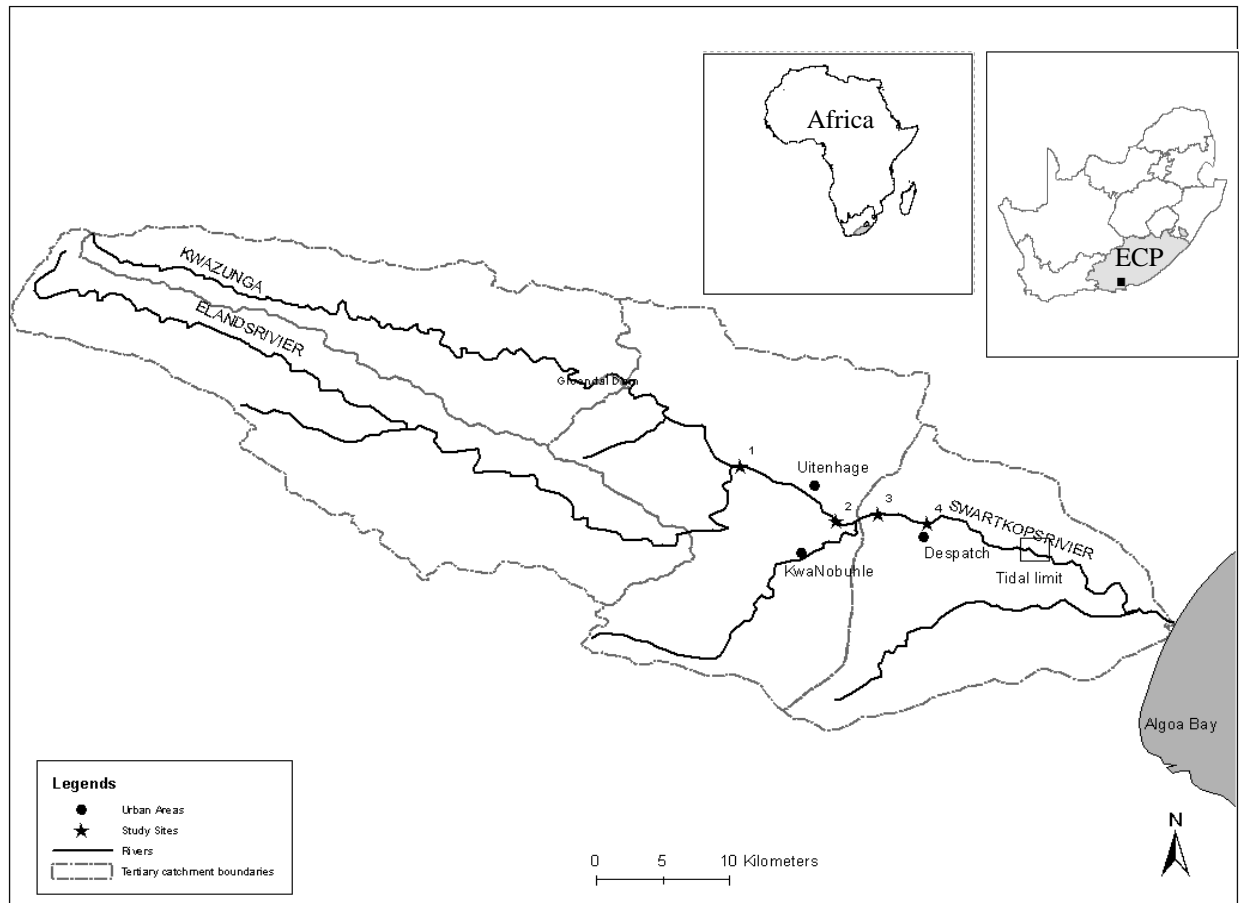 Africa
ECP
KWAZUNGA
ELANDSRIVIER
Groendal Dam
1
Uitenhage
2
3
4
SWARTKOPSRIVIER
KwaNobuhle
Despatch
Tidal limit
Algoa Bay
Legends
Urban Areas
Study Sites
Rivers
Tertiary catchment boundaries
0 5 10 Kilometers
N